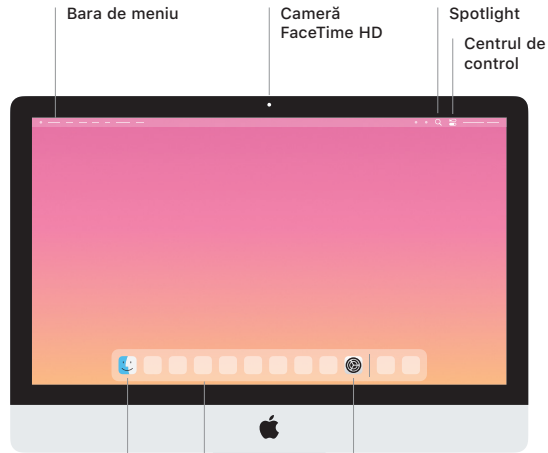 Bara de meniu
Cameră
FaceTime HD
Spotlight
Centrul de
control